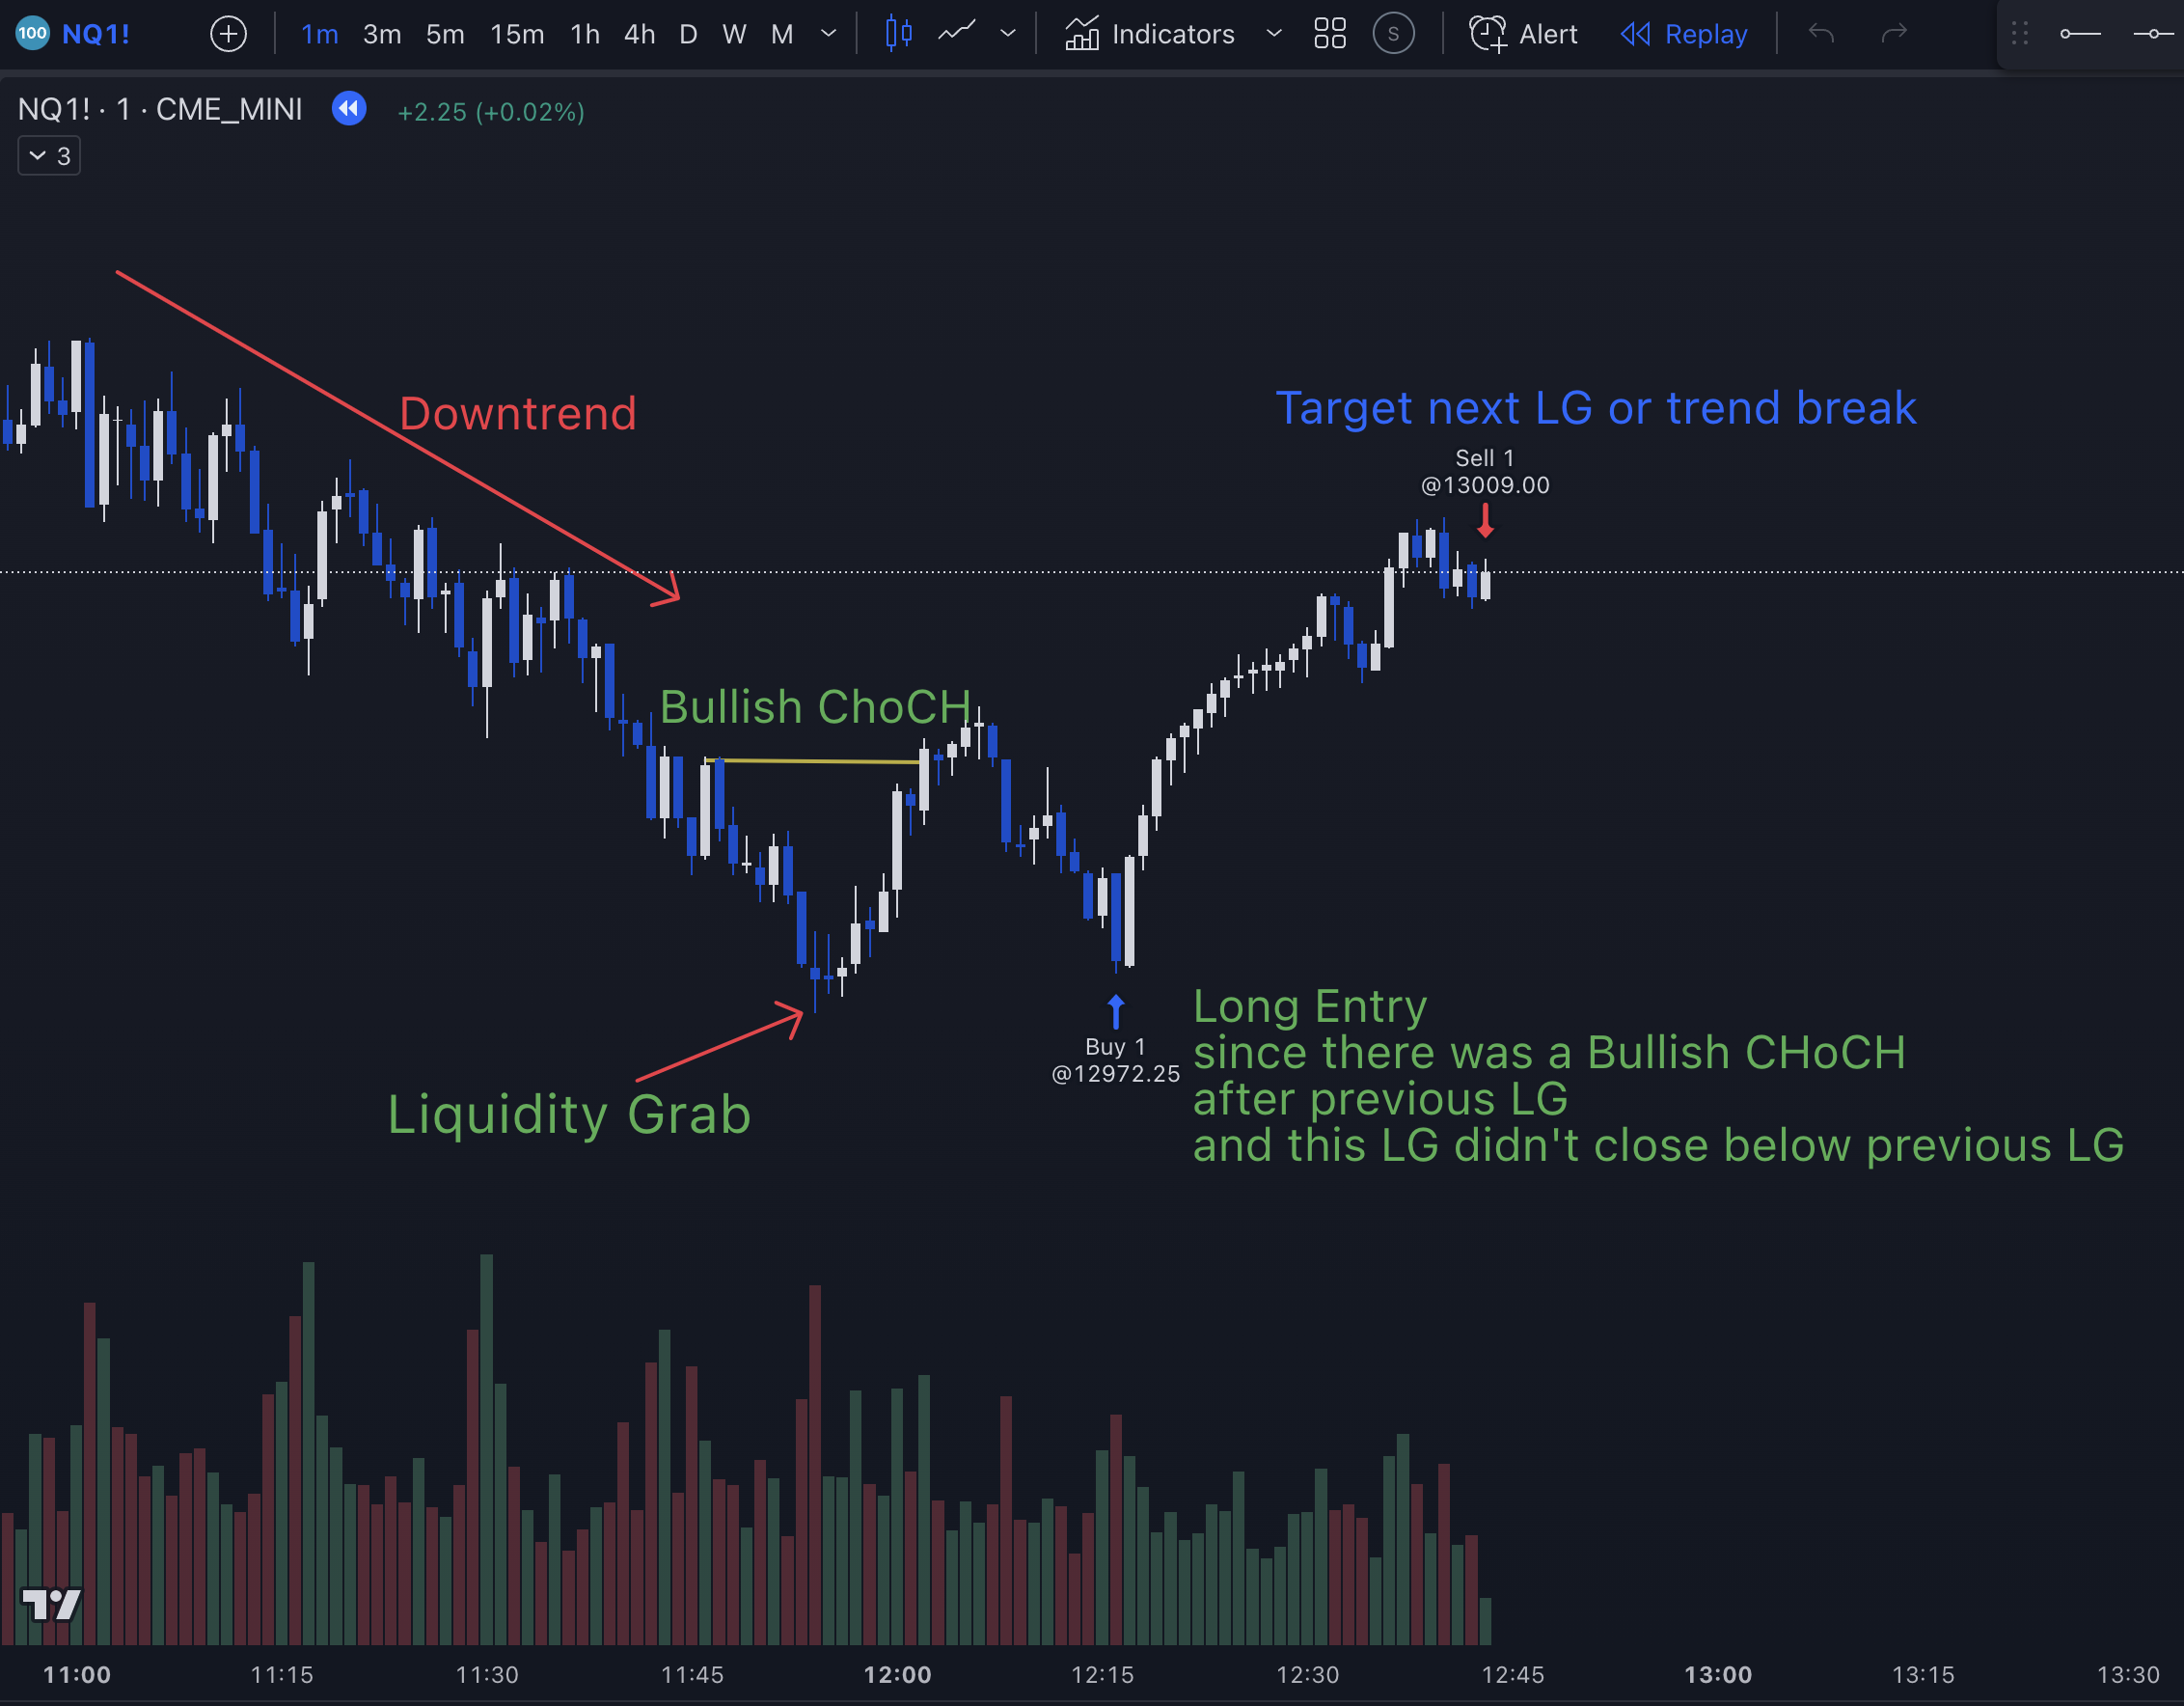 100 NQ1! 1m 3m 5m 15m 1h 4h D W M Indicators S Alert Replay
NQ1! · 1 · CME_MINI +2.25 (+0.02%)
3
Downtrend
Target next LG or trend break
Sell 1
@13009.00
Bullish ChoCH
Buy 1
@12972.25
Long Entry
since there was a Bullish CHoCH
after previous LG
and this LG didn't close below previous LG
Liquidity Grab
11:00 11:15 11:30 11:45 12:00 12:15 12:30 12:45 13:00 13:15 13:30